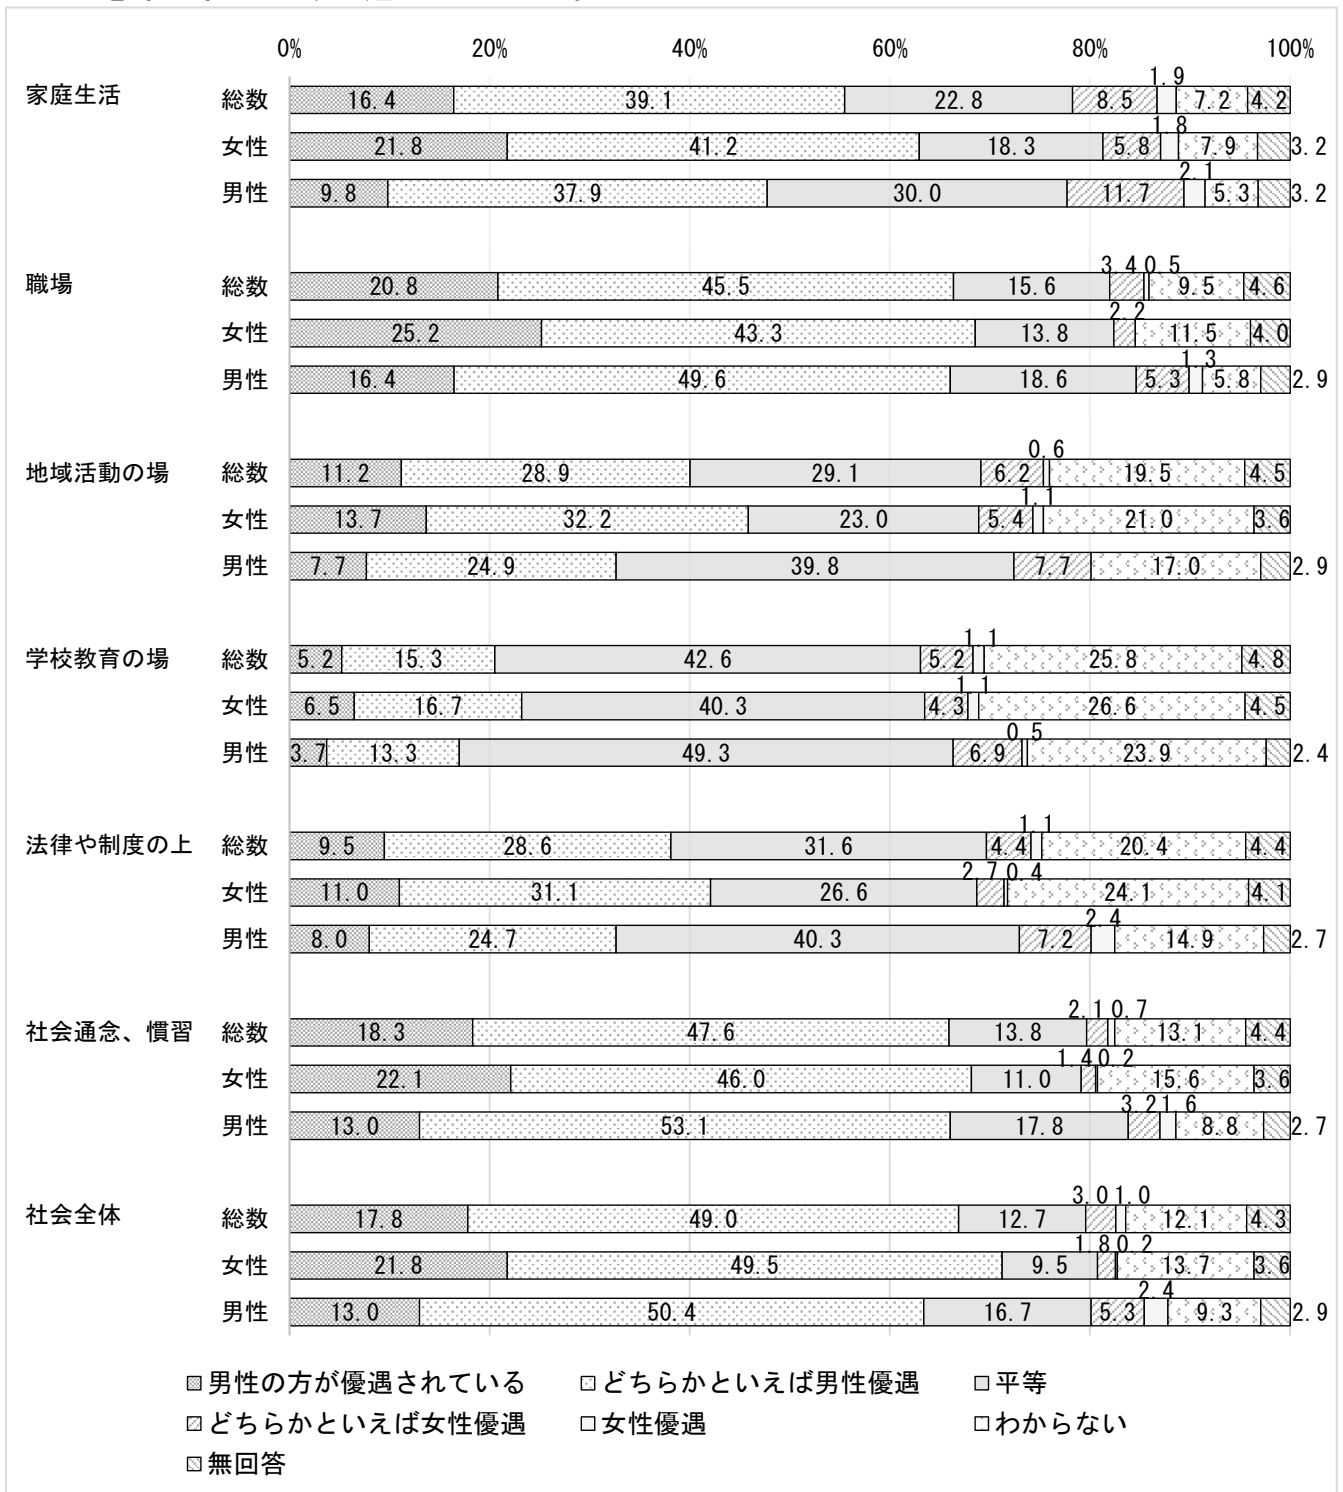 0% 20% 40% 60% 80% 100%
家庭生活
1.9
総数 16.4 39.1 22.8 8.5 7.2 4.2
1.8
女性 21.8 41.2 18.3 5.8 7.9 3.2
2.1
男性 9.8 37.9 30.0 11.7 5.3 3.2
職場
3.4 0.5
総数 20.8 45.5 15.6 9.5 4.6
2.2
女性 25.2 43.3 13.8 11.5 4.0
1.3
男性 16.4 49.6 18.6 5.3 5.8 2.9
地域活動の場
0.6
総数 11.2 28.9 29.1 6.2 19.5 4.5
1.1
女性 13.7 32.2 23.0 5.4 21.0 3.6
男性 7.7 24.9 39.8 7.7 17.0 2.9
学校教育の場
1.1
総数 5.2 15.3 42.6 5.2 25.8 4.8
1.1
女性 6.5 16.7 40.3 4.3 26.6 4.5
0.5
男性 3.7 13.3 49.3 6.9 23.9 2.4
法律や制度の上
1.1
総数 9.5 28.6 31.6 4.4 20.4 4.4
2.7 0.4
女性 11.0 31.1 26.6 24.1 4.1
2.4
男性 8.0 24.7 40.3 7.2 14.9 2.7
社会通念、慣習
2.1 0.7
総数 18.3 47.6 13.8 13.1 4.4
1.4 0.2
女性 22.1 46.0 11.0 15.6 3.6
3.2 1.6
男性 13.0 53.1 17.8 8.8 2.7
社会全体
3.0 1.0
総数 17.8 49.0 12.7 12.1 4.3
1.8 0.2
女性 21.8 49.5 9.5 13.7 3.6
2.4
男性 13.0 50.4 16.7 5.3 9.3 2.9
男性の方が優遇されている どちらかといえば男性優遇 平等
どちらかといえば女性優遇 女性優遇 わからない
無回答